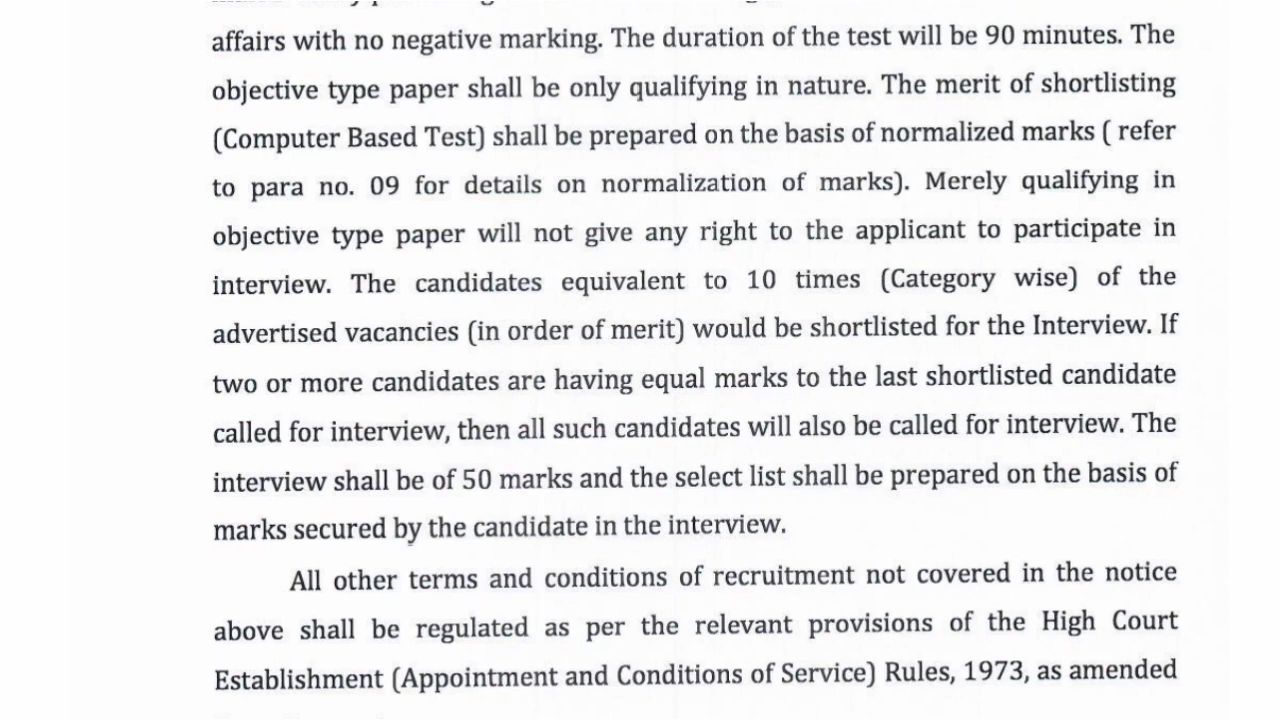 affairs with no negative marking. The duration of the test will be 90 minutes. The
objective type paper shall be only qualifying in nature. The merit of shortlisting
(Computer Based Test) shall be prepared on the basis of normalized marks ( refer
to para no. 09 for details on normalization of marks). Merely qualifying in
objective type paper will not give any right to the applicant to participate in
interview. The candidates equivalent to 10 times (Category wise) of the
advertised vacancies (in order of merit) would be shortlisted for the Interview. If
two or more candidates are having equal marks to the last shortlisted candidate
called for interview, then all such candidates will also be called for interview. The
interview shall be of 50 marks and the select list shall be prepared on the basis of
marks secured by the candidate in the interview.
All other terms and conditions of recruitment not covered in the notice
above shall be regulated as per the relevant provisions of the High Court
Establishment (Appointment and Conditions of Service) Rules, 1973, as amended